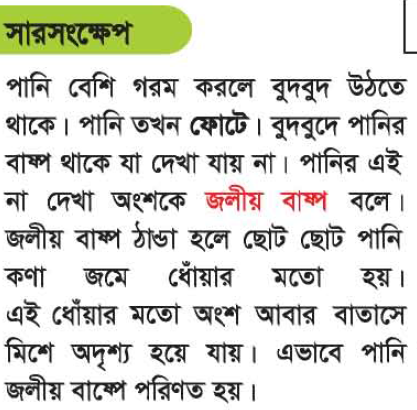 সারসংক্ষেপ
পানি বেশি গরম করলে বুদবুদ উঠতে
থাকে। পানি তখন ফোটে। বুদবুদে পানির
বাষ্প থাকে যা দেখা যায় না। পানির এই
না দেখা অংশকে জলীয় বাষ্প বলে।
জলীয় বাষ্প ঠাণ্ডা হলে ছোট ছোট পানি
কণা জমে ধোঁয়ার মতো হয়।
এই ধোঁয়ার মতো অংশ আবার বাতাসে
মিশে অদৃশ্য হয়ে যায়। এভাবে পানি
জলীয় বাষ্পে পরিণত হয়।